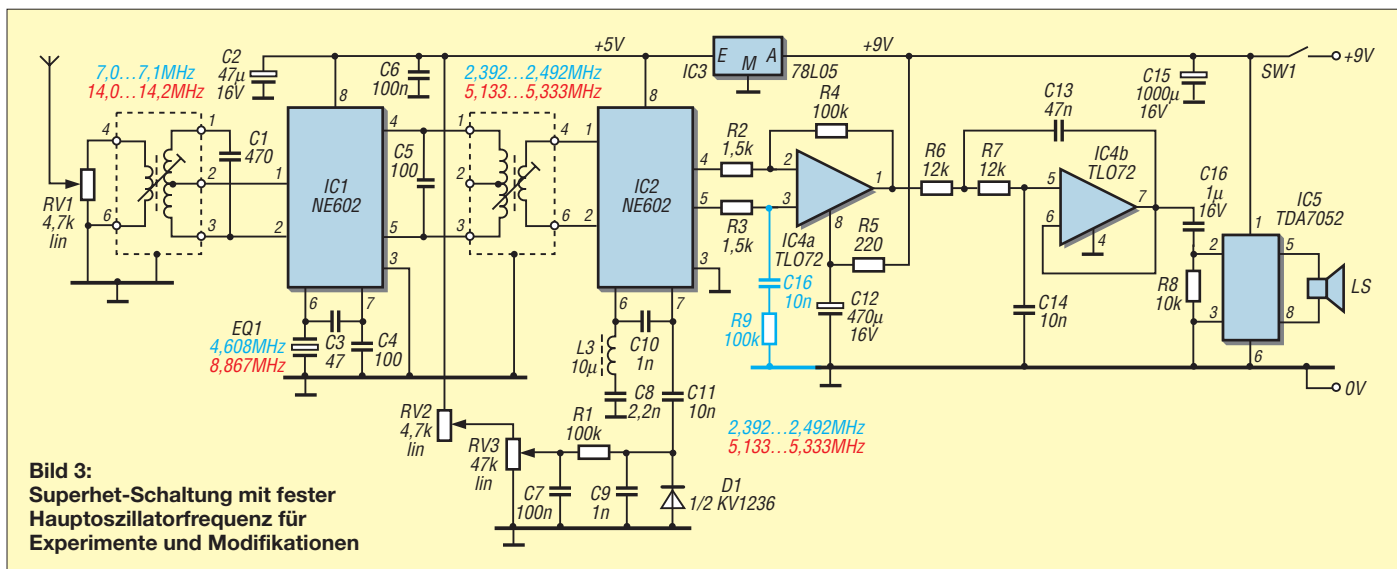 C2
47µ
16V
7,0...7,1MHz
14,0...14,2MHz
C6
100n
+5V
2,392...2,492MHz
5,133...5,333MHz
E M A
IC3
78L05
+9V
SW1
+9V
C15
1000µ
16V
R4
100k
C13
47n
8
8
1
4
1
4
1
2
C1
470
1
4
C5
100
2
4
R2
1,5k
2
1
R6
12k
R7
12k
5
IC4b
TL072
7
C16
1µ
16V
IC5
TDA7052
RV1
4,7k
lin
6
3
2
IC1
NE602
5
3
3
6
2
IC2
NE602
5
3
R3
1,5k
3
IC4a
TL072
8
R5
220
6
4
1
2
5
R8
10k
3
8
6
LS
C16
10n
R9
100k
C12
470µ
16V
C14
10n
0V
6
7
EQ1
4,608MHz
8,867MHz
C3
47
C4
100
6
7
L3
10µ
C10
1n
C8
2,2n
C11
10n
2,392...2,492MHz
5,133...5,333MHz
RV2
4,7k
lin
RV3
47k
lin
R1
100k
C7
100n
C9
1n
D1
1/2 KV1236
Bild 3:
Superhet-Schaltung mit fester
Hauptoszillatorfrequenz für
Experimente und Modifikationen